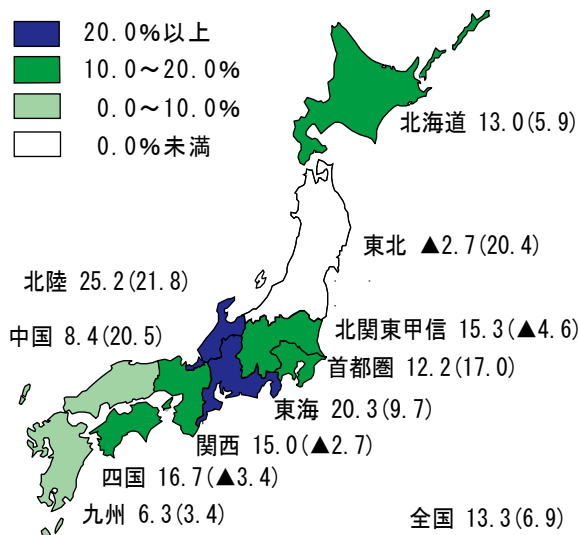 20.0%以上
10.0～20.0%
0.0～10.0%
0.0%未満
北海道 13.0(5.9)
東北 ▲2.7(20.4)
北陸 25.2(21.8)
中国 8.4(20.5)
北関東甲信 15.3(▲4.6)
首都圏 12.2(17.0)
東海 20.3(9.7)
関西 15.0(▲2.7)
四国 16.7(▲3.4)
九州 6.3(3.4)
全国 13.3(6.9)